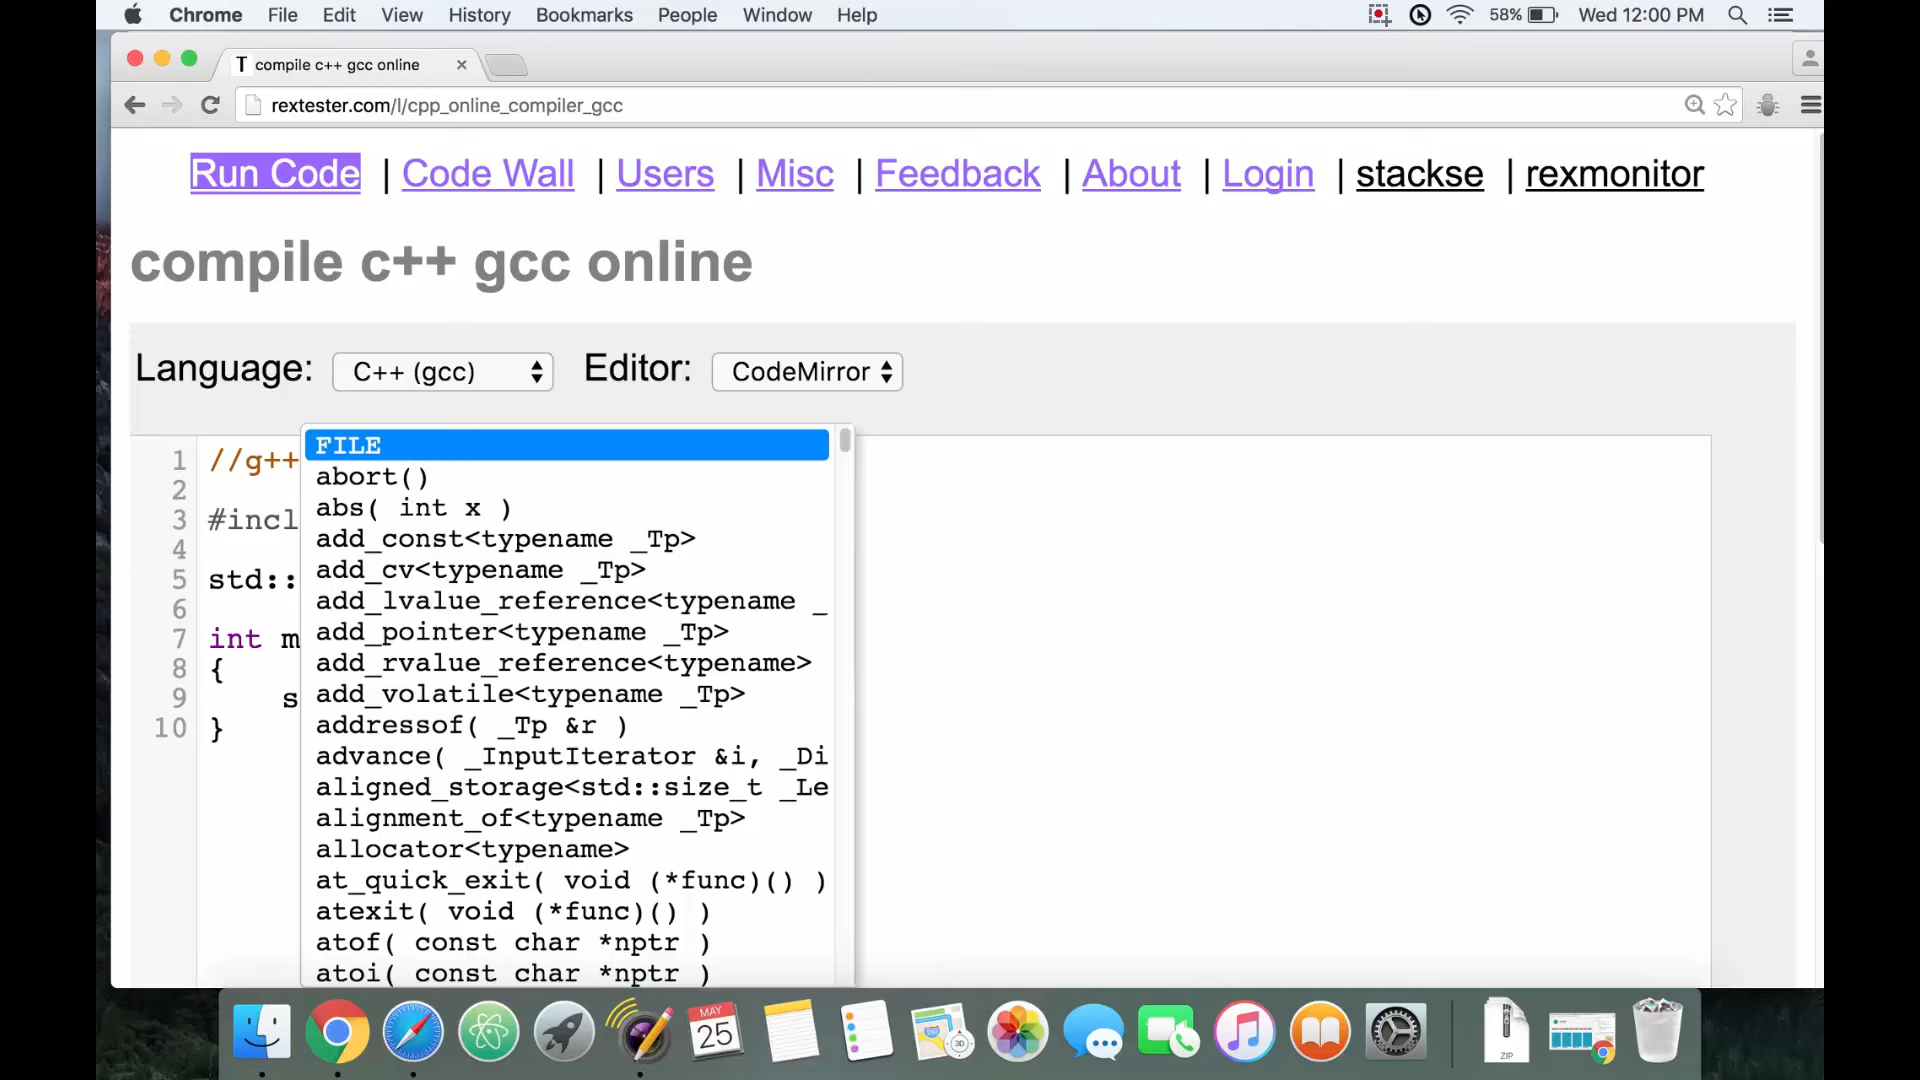 Chrome File Edit View History Bookmarks People Window Help 58% Wed 12:00 PM
T compile c++ gcc online
rextester.com/l/cpp_online_compiler_gcc
Run Code | Code Wall | Users | Misc | Feedback | About | Login | stackse | rexmonitor
compile c++ gcc online
Language: C++ (gcc) Editor: CodeMirror
FILE
1 //g++
abort()
2
abs( int x )
3 #incl
add_const<typename _Tp>
4
add_cv<typename _Tp>
5 std::
add_lvalue_reference<typename _
6
add_pointer<typename _Tp>
7 int m
add_rvalue_reference<typename>
8 {
add_volatile<typename _Tp>
9 s
addressof( _Tp &r )
10 }
advance( _InputIterator &i, _Di
aligned_storage<std::size_t _Le
alignment_of<typename _Tp>
allocator<typename>
at_quick_exit( void (*func)() )
atexit( void (*func)() )
atof( const char *nptr )
atoi( const char *nptr )
MAY
25
3D
ZIP